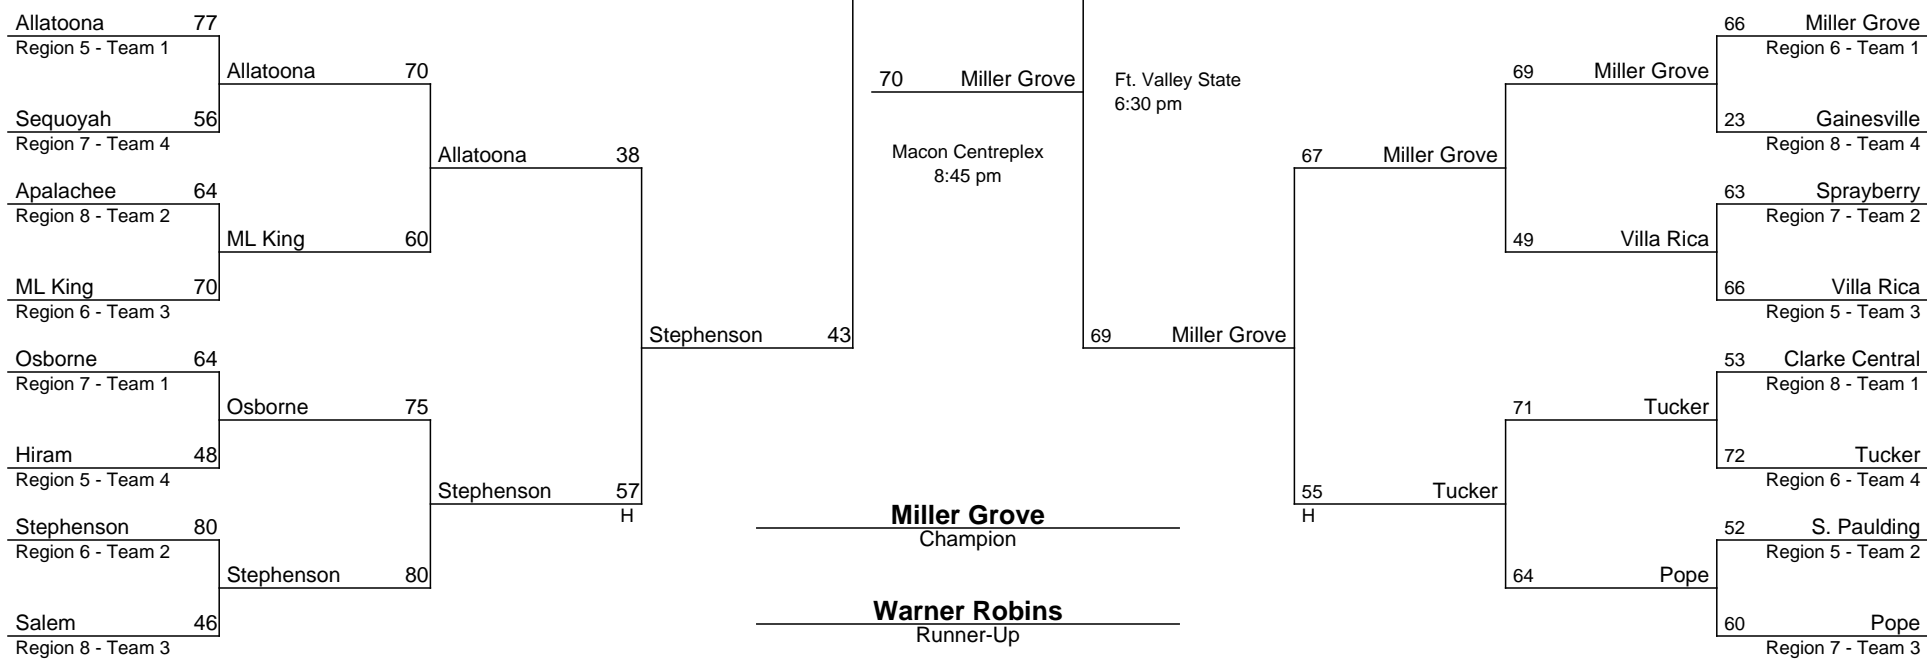 Allatoona 77
Region 5 - Team 1
Allatoona 70
Sequoyah 56
Region 7 - Team 4
Allatoona 38
Apalachee 64
Region 8 - Team 2
ML King 60
ML King 70
Region 6 - Team 3
Stephenson 43
Osborne 64
Region 7 - Team 1
Osborne 75
Hiram 48
Region 5 - Team 4
Stephenson 57
H
Stephenson 80
Region 6 - Team 2
Stephenson 80
Salem 46
Region 8 - Team 3
70 Miller Grove
Macon Centreplex
8:45 pm
Ft. Valley State
6:30 pm
69 Miller Grove
Miller Grove
Champion
Warner Robins
Runner-Up
66 Miller Grove
Region 6 - Team 1
69 Miller Grove
23 Gainesville
Region 8 - Team 4
67 Miller Grove
63 Sprayberry
Region 7 - Team 2
49 Villa Rica
66 Villa Rica
Region 5 - Team 3
53 Clarke Central
Region 8 - Team 1
71 Tucker
72 Tucker
Region 6 - Team 4
55 Tucker
H
52 S. Paulding
Region 5 - Team 2
64 Pope
60 Pope
Region 7 - Team 3